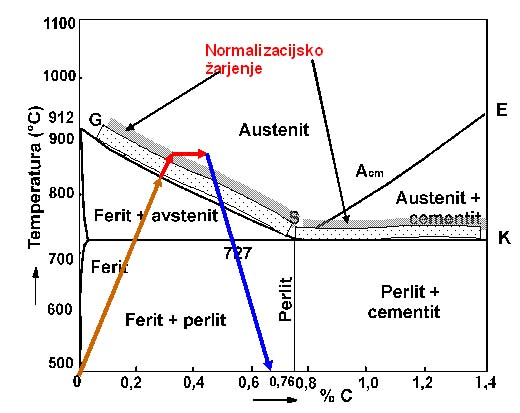 1100
Normalizacijsko
žarjenje
1000
912
G
E
900
Austenit
Acm
Temperatura (°C)
800
Austenit +
cementit
Ferit + avstenit
S
K
727
700
Ferit
Perlit
Perlit +
cementit
600
Ferit + perlit
500
0
0,2
0,4
0,6
0,76
0,8
1,0
1,2
1,4
% C